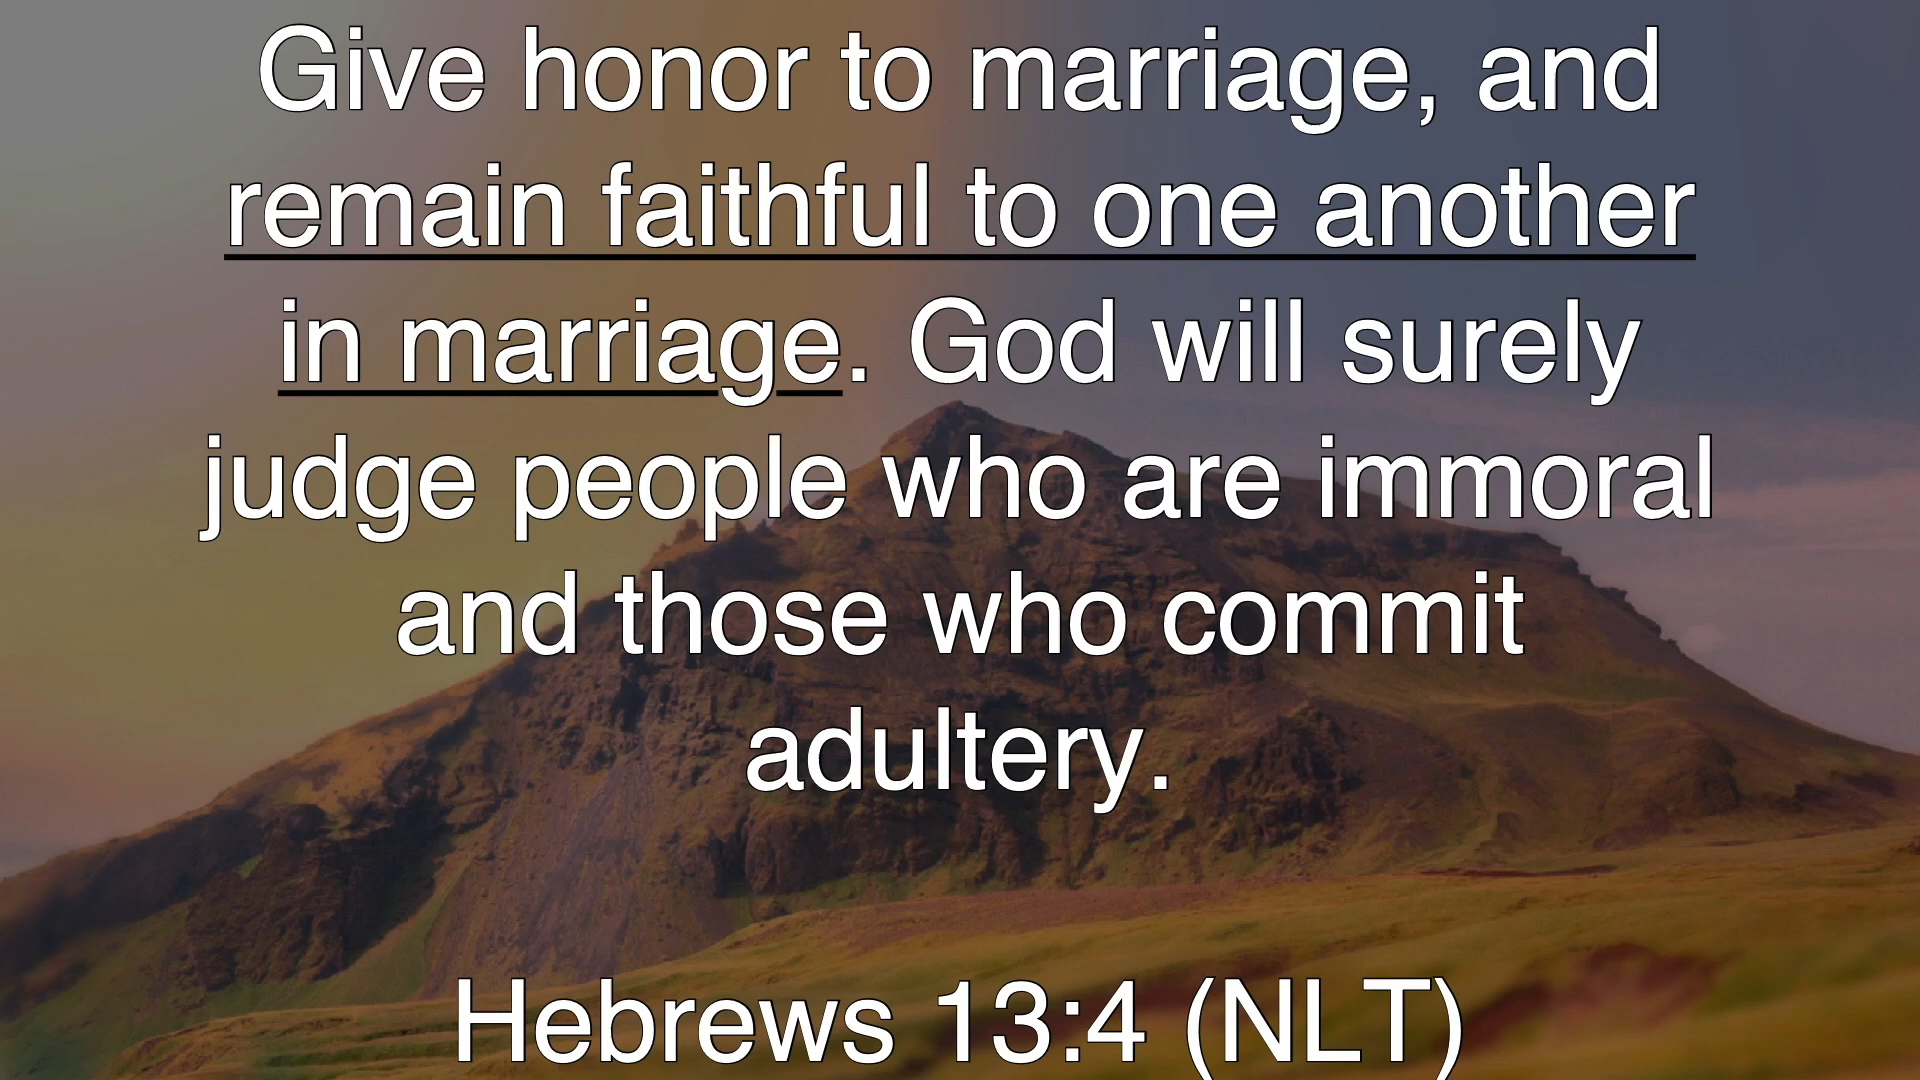 Give honor to marriage, and
remain faithful to one another
in marriage. God will surely
judge people who are immoral
and those who commit
adultery.
Hebrews 13:4 (NLT)